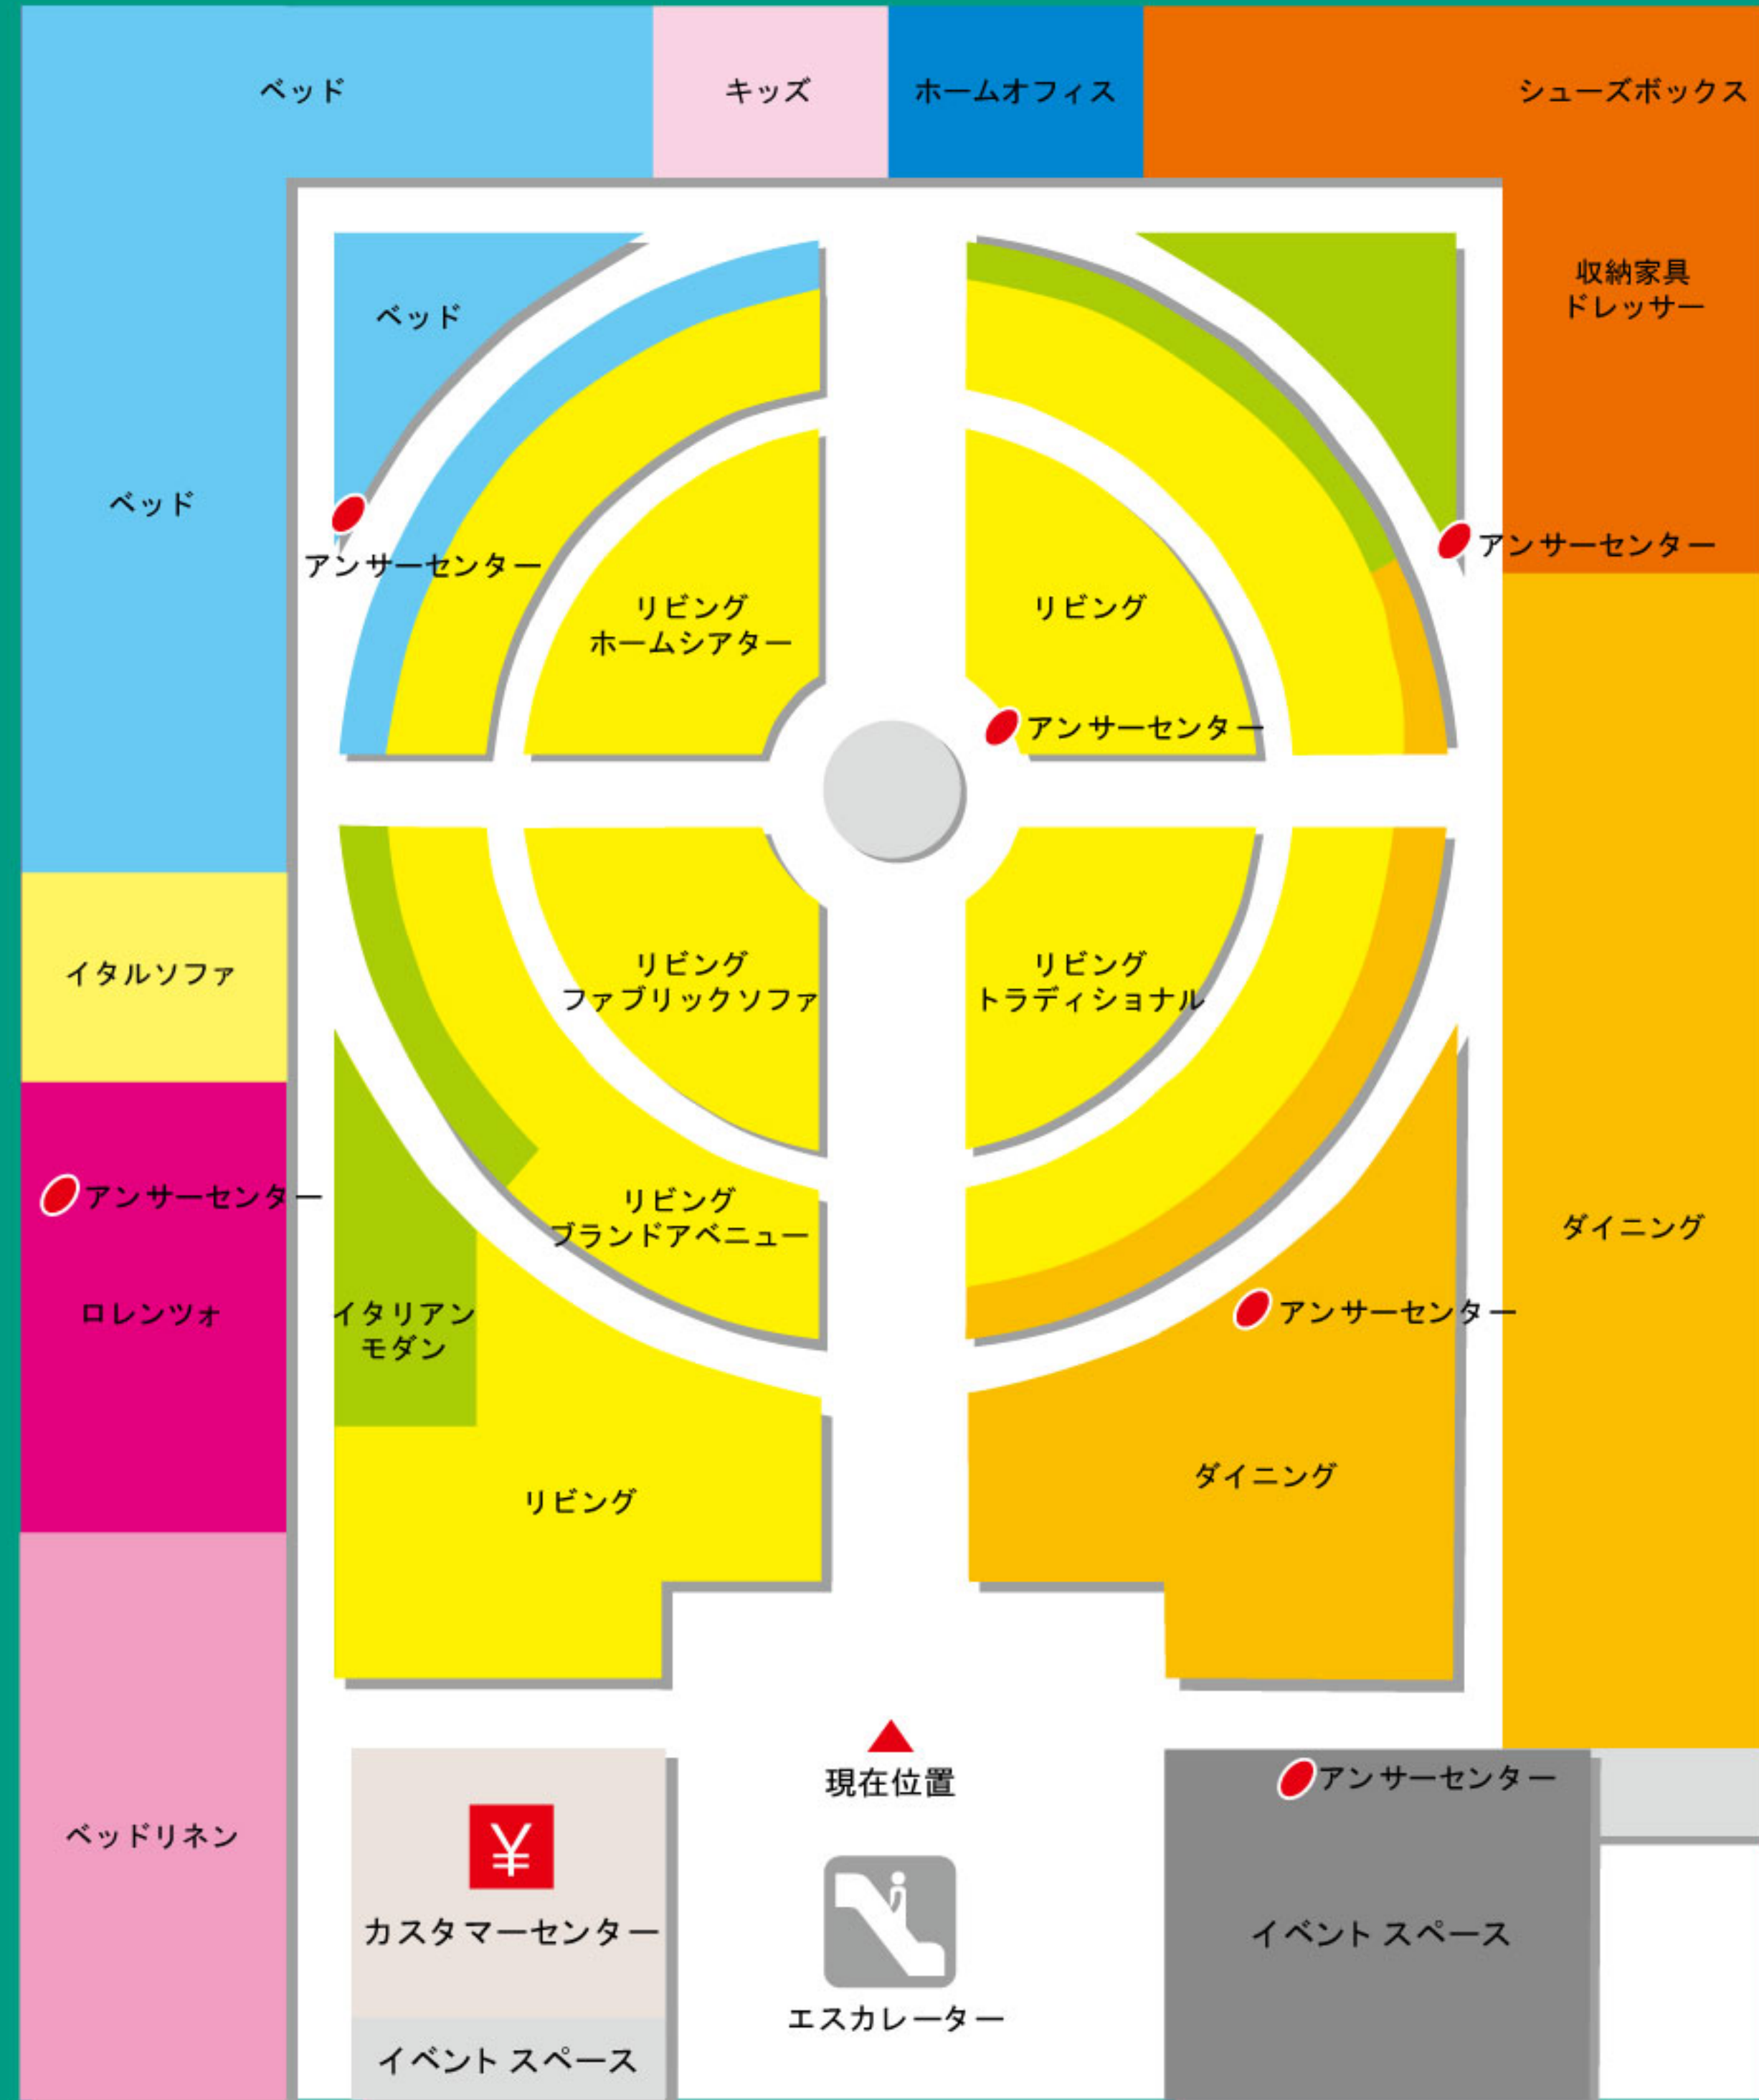 ベッド
キッズ
ホームオフィス
シューズボックス
収納家具
ドレッサー
ベッド
ベッド
アンサーセンター
アンサーセンター
リビング
ホームシアター
リビング
アンサーセンター
イタルソファ
リビング
ファブリックソファ
リビング
トラディショナル
アンサーセンター
リビング
ブランドアベニュー
ダイニング
ロレンツォ
イタリアン
モダン
アンサーセンター
リビング
ダイニング
現在位置
アンサーセンター
ベッドリネン
¥
カスタマーセンター
イベントスペース
エスカレーター
イベントスペース